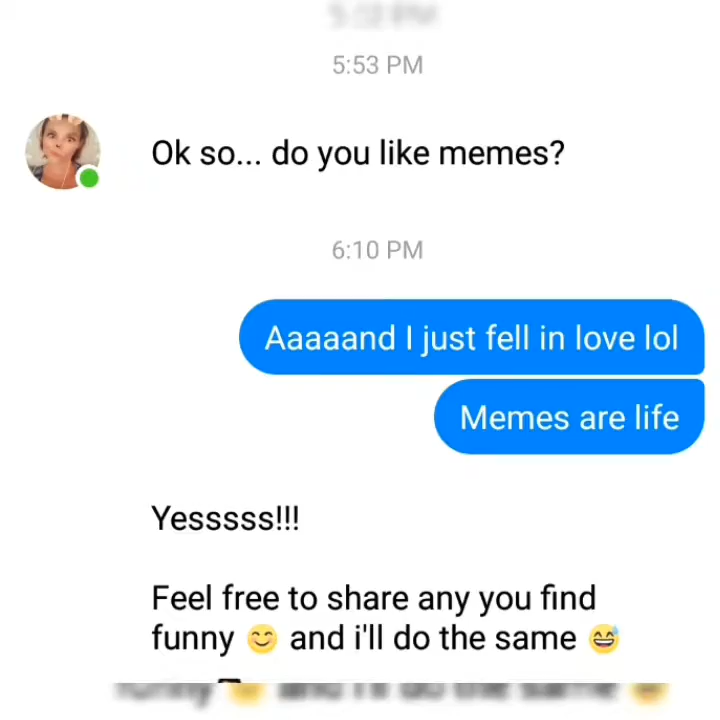 5:53 PM
Ok so... do you like memes?
6:10 PM
Aaaaand I just fell in love lol
Memes are life
Yesssss!!!
Feel free to share any you find
funny 😊 and i'll do the same 😅